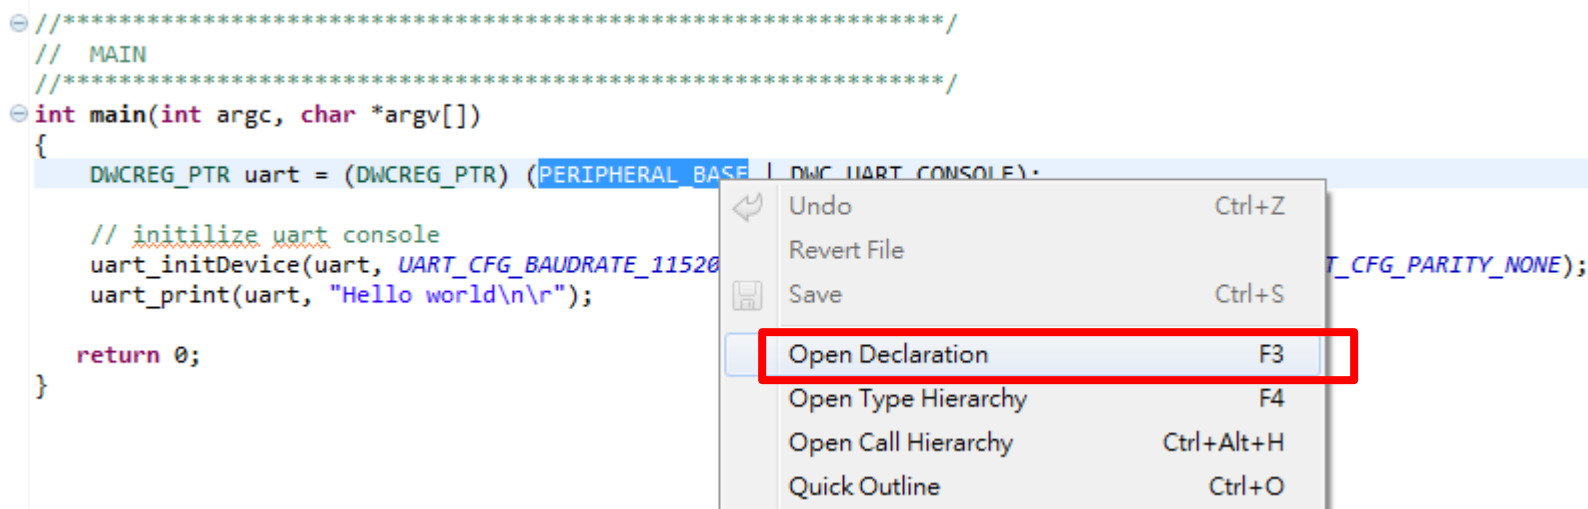 //***************************************************************/
// MAIN
//***************************************************************/
int main(int argc, char *argv[])
{
DWCREG_PTR uart = (DWCREG_PTR) (PERIPHERAL_BASE | DWC_UART_CONSOLE);
// initilize uart console
uart_initDevice(uart, UART_CFG_BAUDRATE_11520 T_CFG_PARITY_NONE);
uart_print(uart, "Hello world\n\r");
return 0;
}
Undo Ctrl+Z
Revert File
Save Ctrl+S
Open Declaration F3
Open Type Hierarchy F4
Open Call Hierarchy Ctrl+Alt+H
Quick Outline Ctrl+O